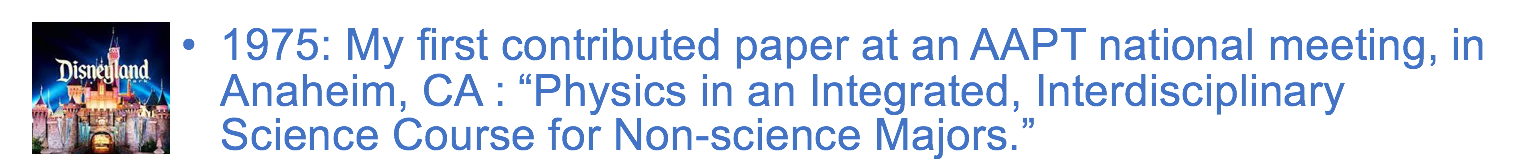 Disneyland
• 1975: My first contributed paper at an AAPT national meeting, in
Anaheim, CA : “Physics in an Integrated, Interdisciplinary
Science Course for Non-science Majors.”